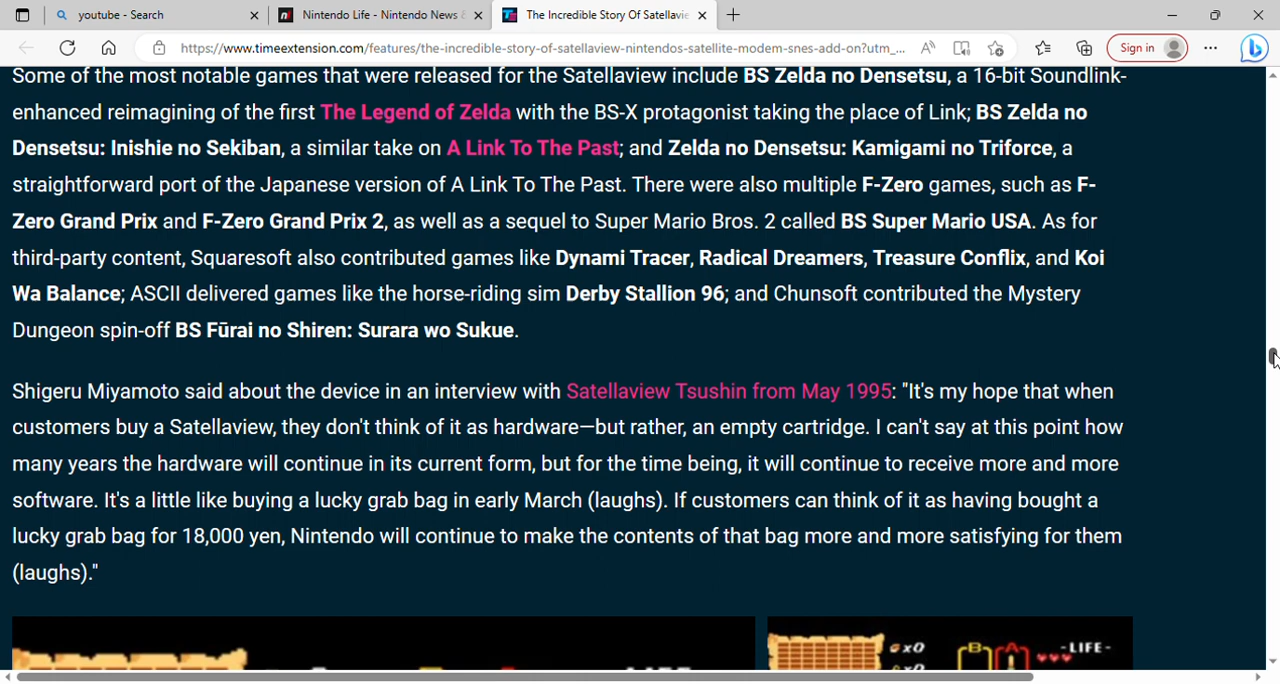 youtube - Search
Nintendo Life - Nintendo News &
The Incredible Story Of Satellavie
https://www.timeextension.com/features/the-incredible-story-of-satellaview-nintendos-satellite-modem-snes-add-on?utm_...
Sign in
Some of the most notable games that were released for the Satellaview include BS Zelda no Densetsu, a 16-bit Soundlink-
enhanced reimagining of the first The Legend of Zelda with the BS-X protagonist taking the place of Link; BS Zelda no
Densetsu: Inishie no Sekiban, a similar take on A Link To The Past; and Zelda no Densetsu: Kamigami no Triforce, a
straightforward port of the Japanese version of A Link To The Past. There were also multiple F-Zero games, such as F-
Zero Grand Prix and F-Zero Grand Prix 2, as well as a sequel to Super Mario Bros. 2 called BS Super Mario USA. As for
third-party content, Squaresoft also contributed games like Dynami Tracer, Radical Dreamers, Treasure Conflix, and Koi
Wa Balance; ASCII delivered games like the horse-riding sim Derby Stallion 96; and Chunsoft contributed the Mystery
Dungeon spin-off BS Fūrai no Shiren: Surara wo Sukue.
Shigeru Miyamoto said about the device in an interview with Satellaview Tsushin from May 1995: "It's my hope that when
customers buy a Satellaview, they don't think of it as hardware—but rather, an empty cartridge. I can't say at this point how
many years the hardware will continue in its current form, but for the time being, it will continue to receive more and more
software. It's a little like buying a lucky grab bag in early March (laughs). If customers can think of it as having bought a
lucky grab bag for 18,000 yen, Nintendo will continue to make the contents of that bag more and more satisfying for them
(laughs)."
x0
B A
-LIFE-